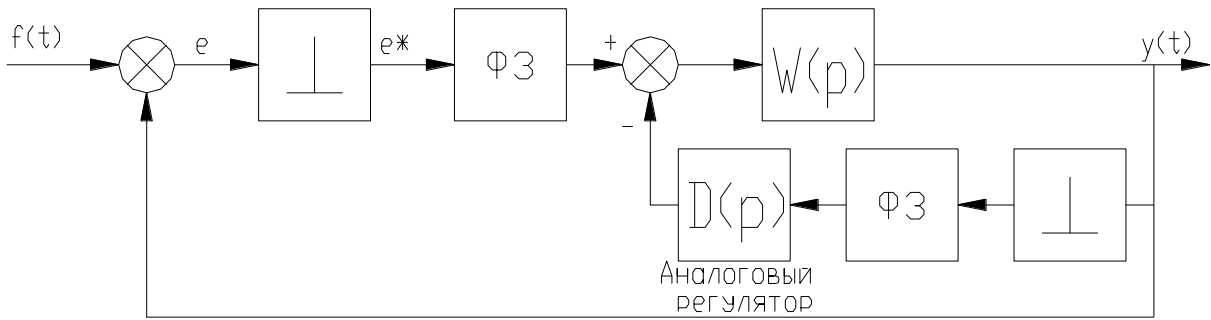 f(t)
e
e*
ФЗ
+
-
W(p)
y(t)
D(p)
ФЗ
Аналоговый
регулятор